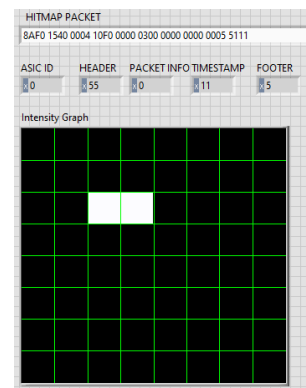 HITMAP PACKET
8AF0 1540 0004 10F0 0000 0300 0000 0000 0005 5111
ASIC ID HEADER PACKET INFO TIMESTAMP FOOTER
x 0 x 55 x 0 x 11 x 5
Intensity Graph